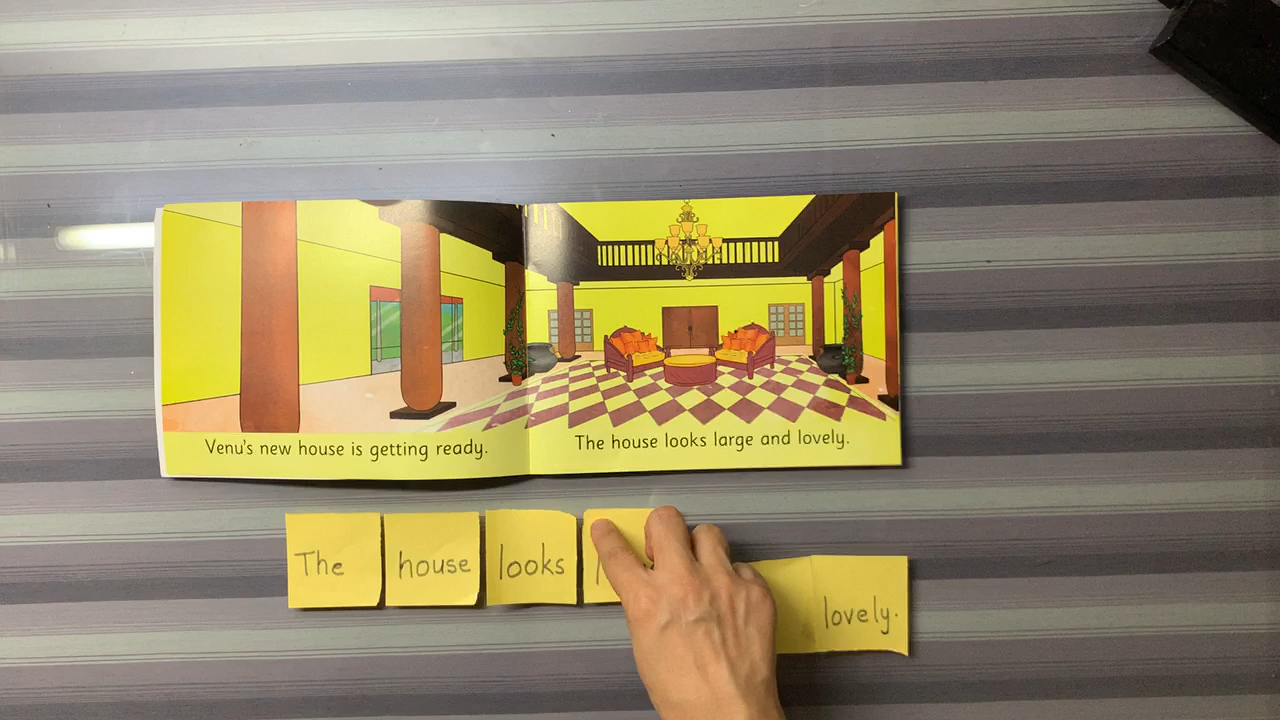 Venu's new house is getting ready.
The house looks large and lovely.
The house looks lovely.